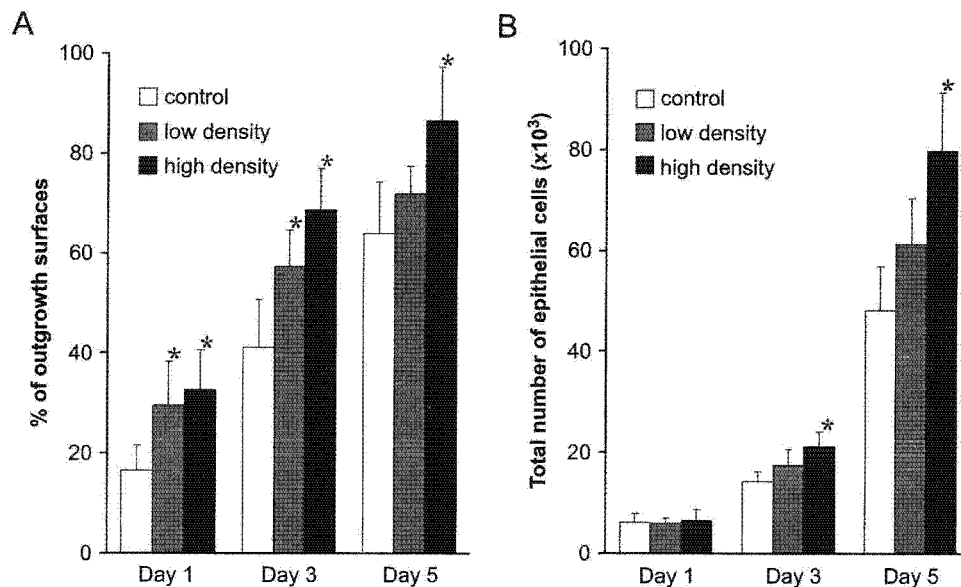 A
% of outgrowth surfaces
100
80
60
40
20
0
control
low density
high density
*
*
*
*
*
Day 1
Day 3
Day 5
B
Total number of epithelial cells (x10³)
100
80
60
40
20
0
control
low density
high density
*
*
Day 1
Day 3
Day 5